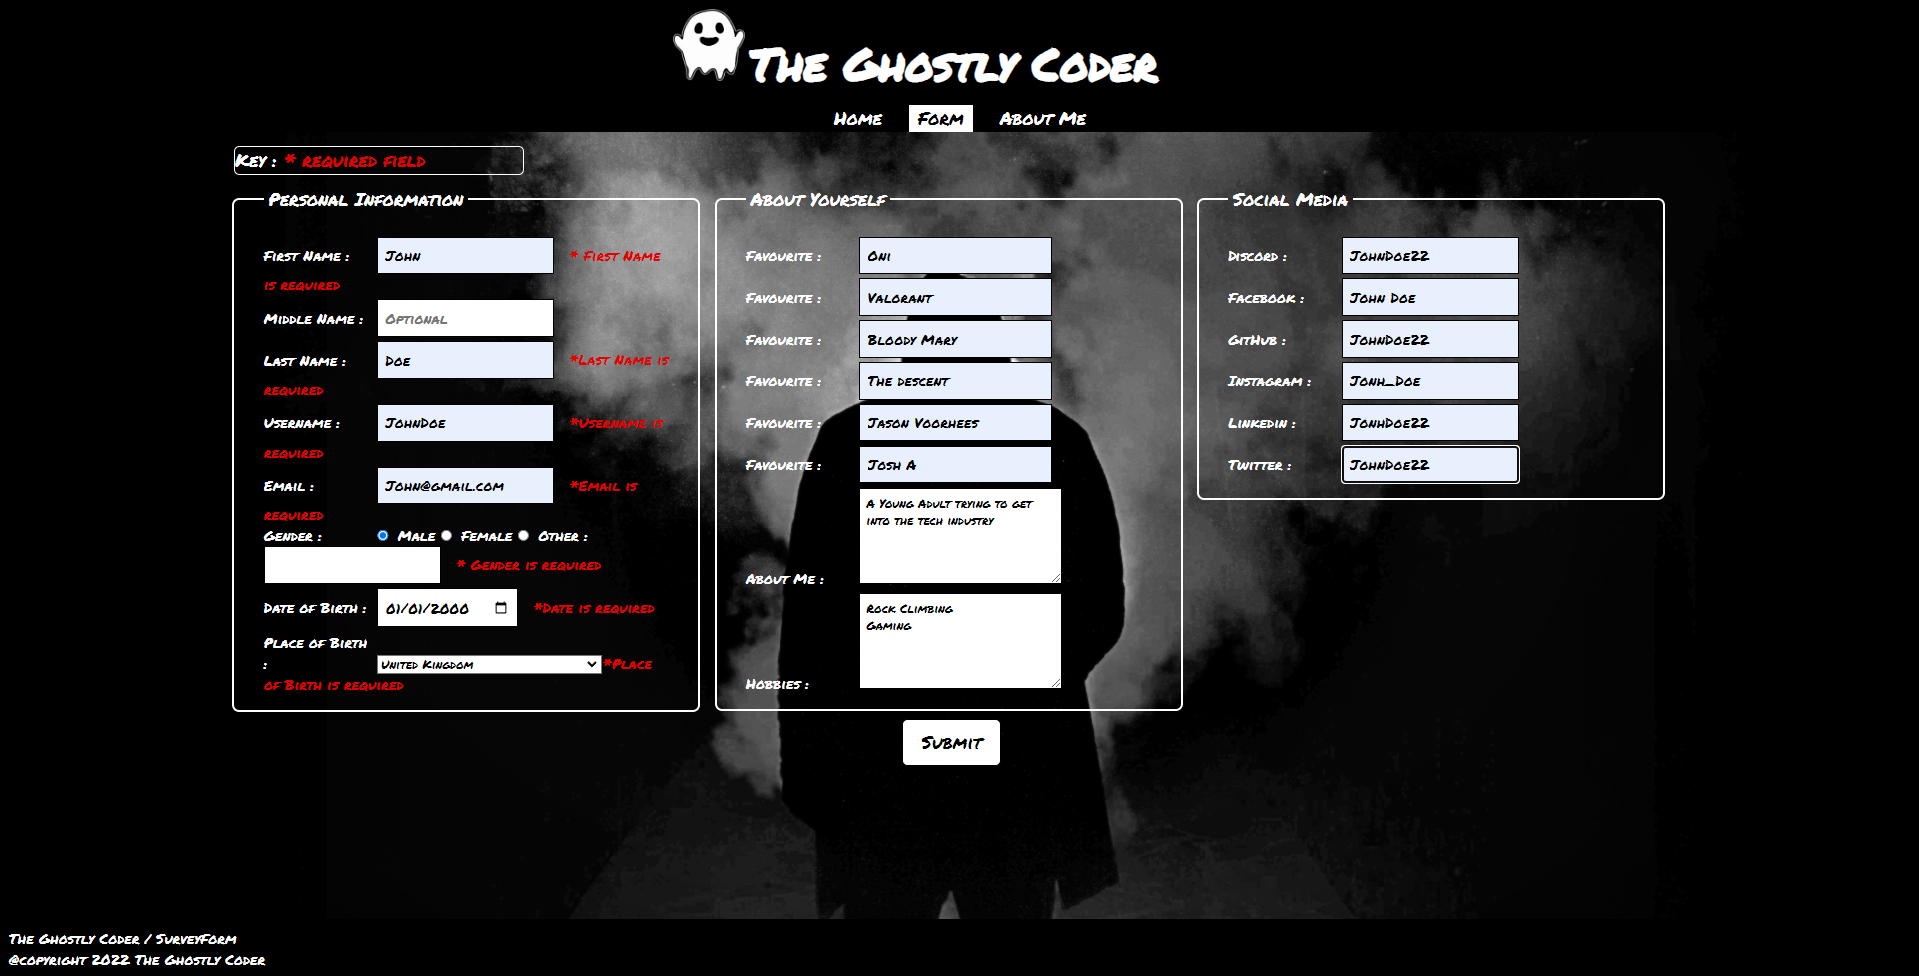 The Ghostly Coder
Home Form About Me
Key : * required field
Personal Information
First Name : John * First Name
is required
Middle Name : Optional
Last Name : Doe *Last Name is
required
Username : JohnDoe *Username is
required
Email : John@gmail.com *Email is
required
Gender : Male Female Other :
* Gender is required
Date of Birth : 01/01/2000 *Date is required
Place of Birth
: United Kingdom *Place
of Birth is required
About Yourself
Favourite : Oni
Favourite : Valorant
Favourite : Bloody Mary
Favourite : The descent
Favourite : Jason Voorhees
Favourite : Josh A
A Young Adult trying to get
into the tech industry
About Me :
Rock Climbing
Gaming
Hobbies :
Social Media
Discord : JohnDoe22
Facebook : John Doe
GitHub : JohnDoe22
Instagram : Jonh_Doe
Linkedin : JonhDoe22
Twitter : JohnDoe22
Submit
The Ghostly Coder / SurveyForm
@copyright 2022 The Ghostly Coder